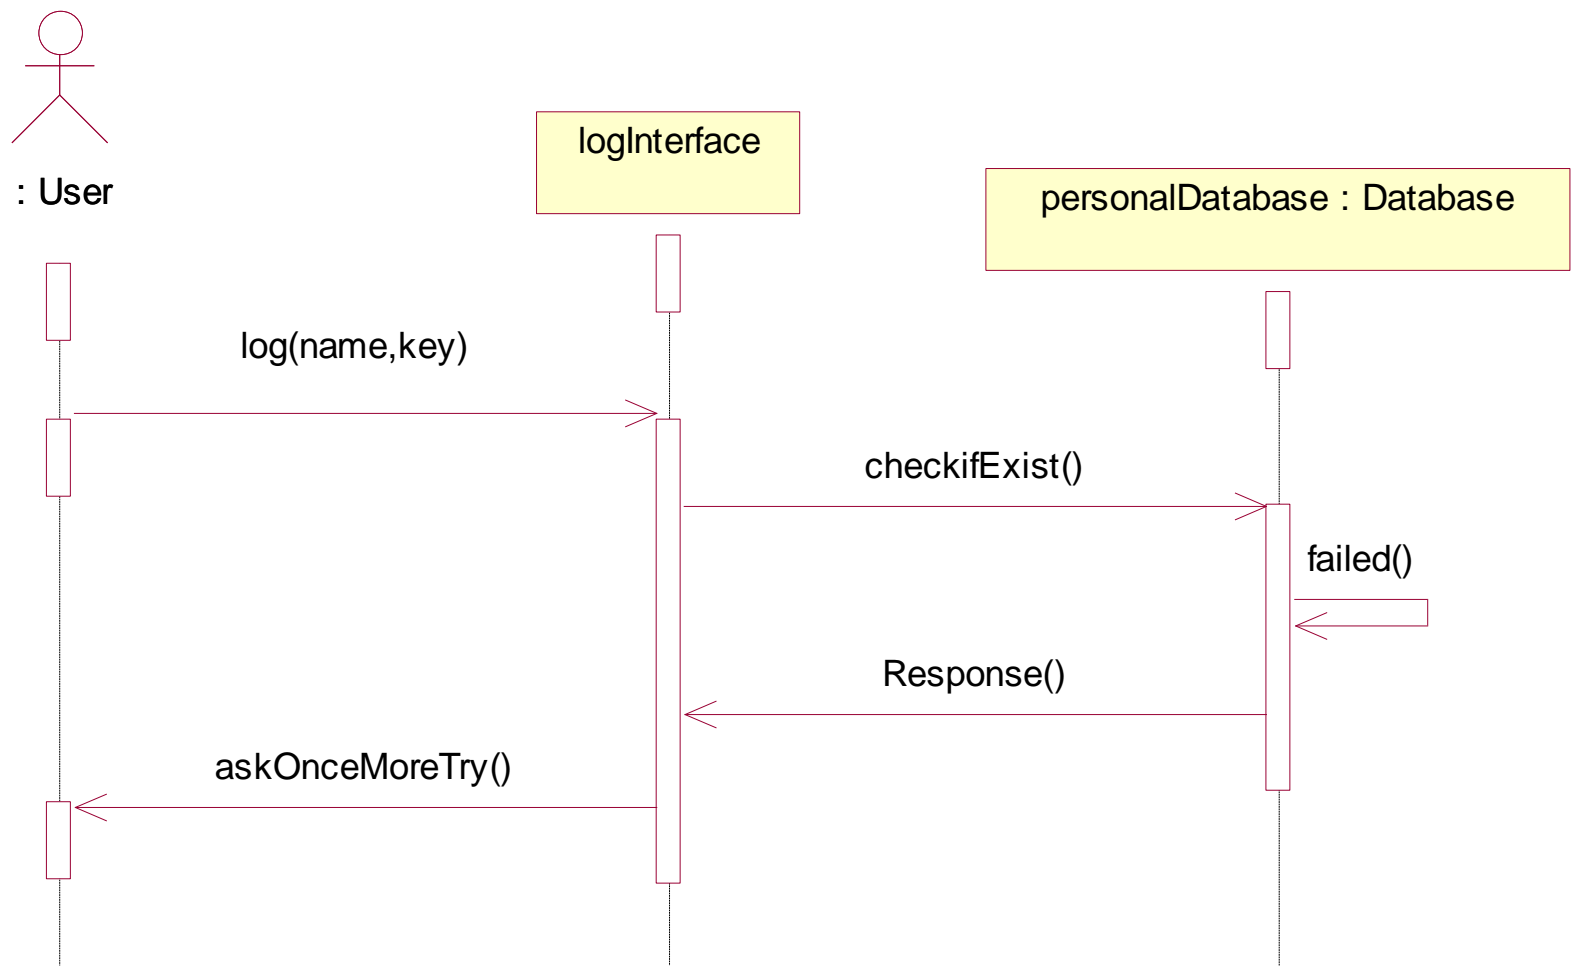 : User
logInterface
personalDatabase : Database
log(name,key)
checkifExist()
failed()
Response()
askOnceMoreTry()